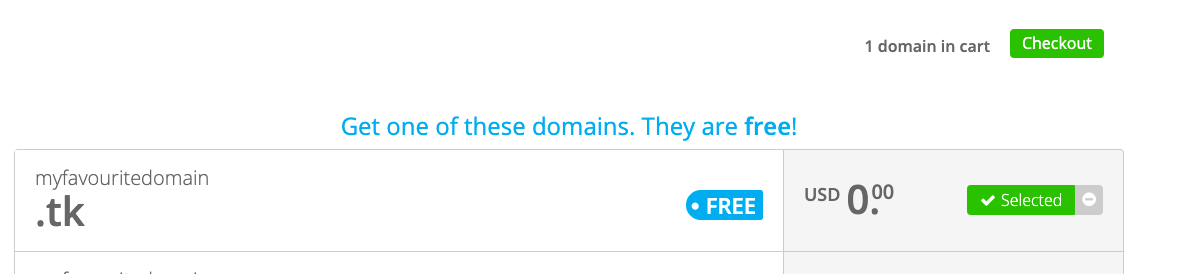 1 domain in cart Checkout
Get one of these domains. They are free!
myfavouritedomain
.tk
FREE
USD 0.00
Selected